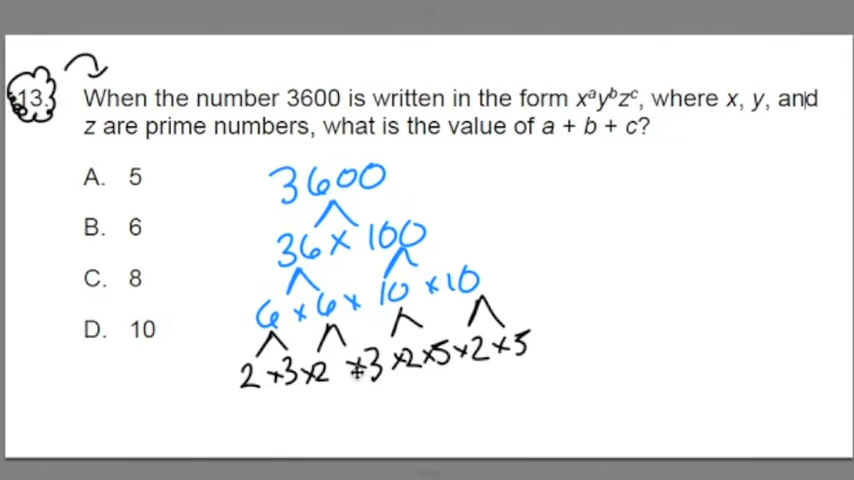 13. When the number 3600 is written in the form xᵃyᵇzᶜ, where x, y, and
z are prime numbers, what is the value of a + b + c?
A. 5
B. 6
C. 8
D. 10
3600
36 × 100
6 × 6 × 10 × 10
2 × 3 × 2 × 3 × 2 × 5 × 2 × 5